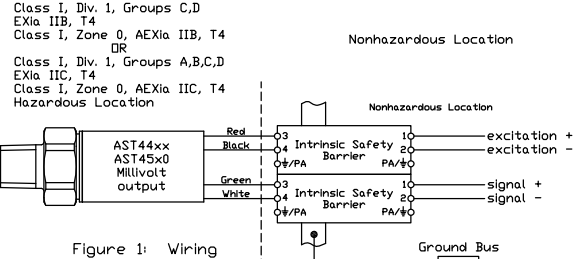 Class I, Div. 1, Groups C,D
EXia IIB, T4
Class I, Zone 0, AEXia IIB, T4
OR
Class I, Div. 1, Groups A,B,C,D
EXia IIC, T4
Class I, Zone 0, AEXia IIC, T4
Hazardous Location
Nonhazardous Location
Nonhazardous Location
AST44xx
AST45x0
Millivolt
output
Red
Black
Green
White
3
4
⏚/PA
Intrinsic Safety
Barrier
1
2
PA/⏚
excitation +
excitation -
3
4
⏚/PA
Intrinsic Safety
Barrier
1
2
PA/⏚
signal +
signal -
Figure 1: Wiring
Ground Bus